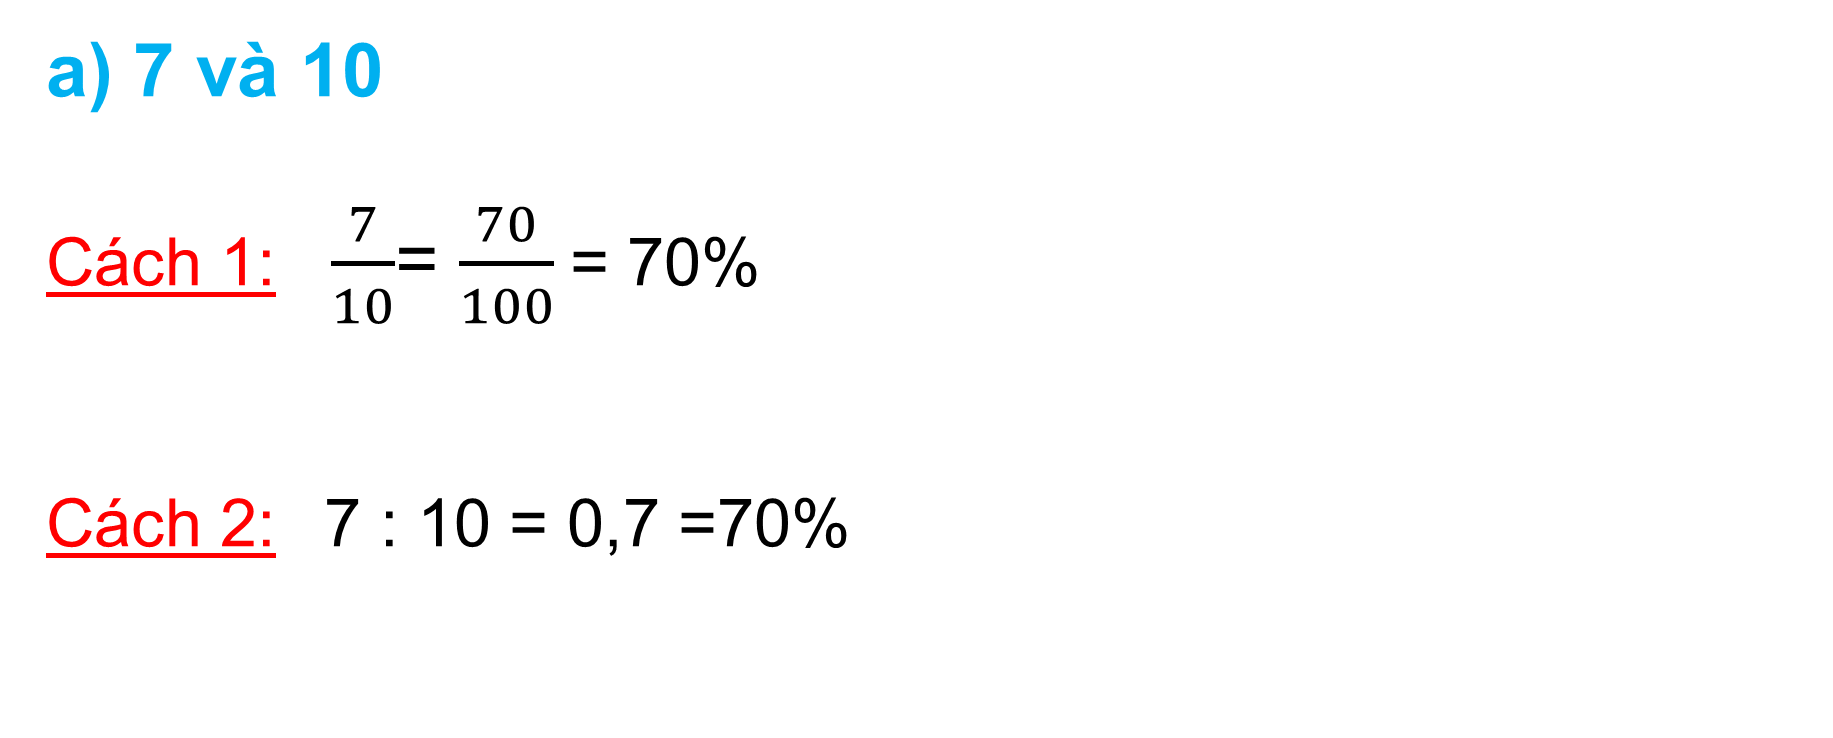 a) 7 và 10
Cách 1: 7/10 = 70/100 = 70%
Cách 2: 7 : 10 = 0,7 =70%